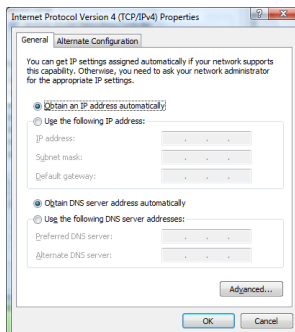 Internet Protocol Version 4 (TCP/IPv4) Properties
General
Alternate Configuration
You can get IP settings assigned automatically if your network supports
this capability. Otherwise, you need to ask your network administrator
for the appropriate IP settings.
Obtain an IP address automatically
Use the following IP address:
IP address:
Subnet mask:
Default gateway:
Obtain DNS server address automatically
Use the following DNS server addresses:
Preferred DNS server:
Alternate DNS server:
Advanced...
OK
Cancel